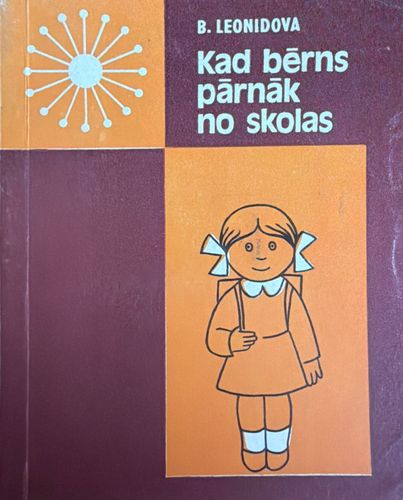 B. LEONIDOVA
Kad bērns
pārnāk
no skolas